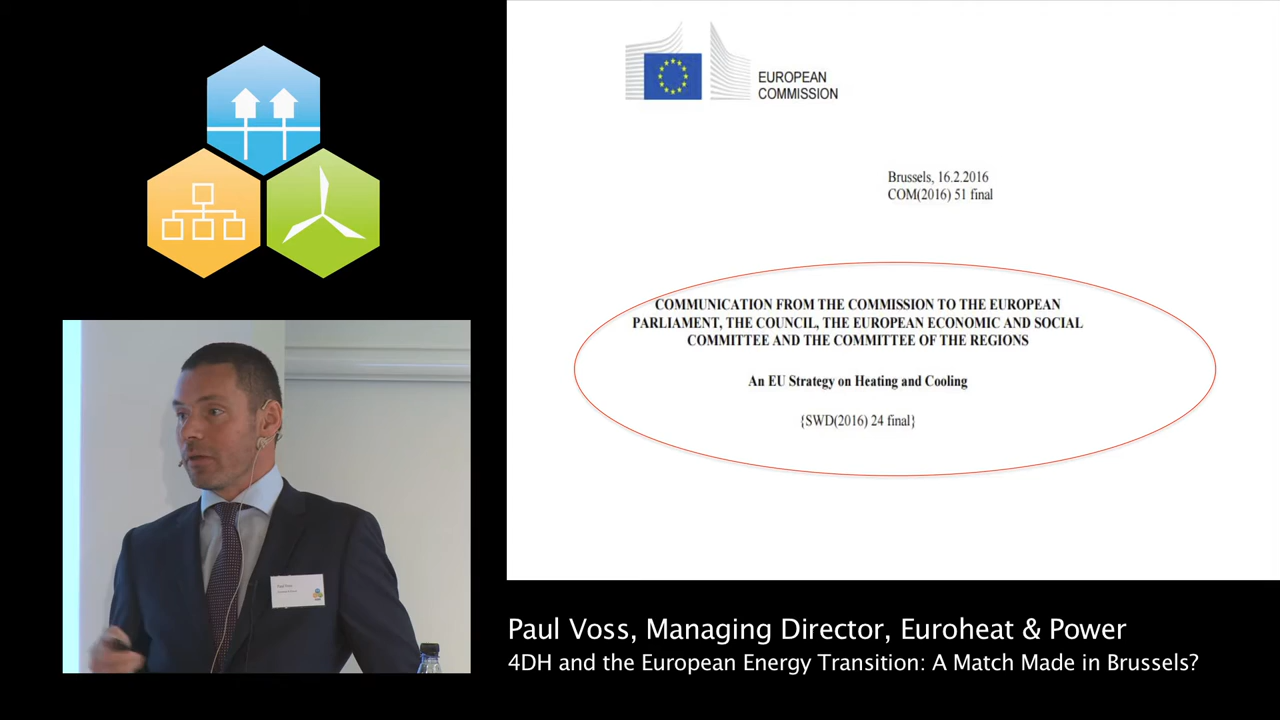 EUROPEAN
COMMISSION
Brussels, 16.2.2016
COM(2016) 51 final
COMMUNICATION FROM THE COMMISSION TO THE EUROPEAN
PARLIAMENT, THE COUNCIL, THE EUROPEAN ECONOMIC AND SOCIAL
COMMITTEE AND THE COMMITTEE OF THE REGIONS
An EU Strategy on Heating and Cooling
{SWD(2016) 24 final}
Paul Voss
Paul Voss, Managing Director, Euroheat & Power
4DH and the European Energy Transition: A Match Made in Brussels?